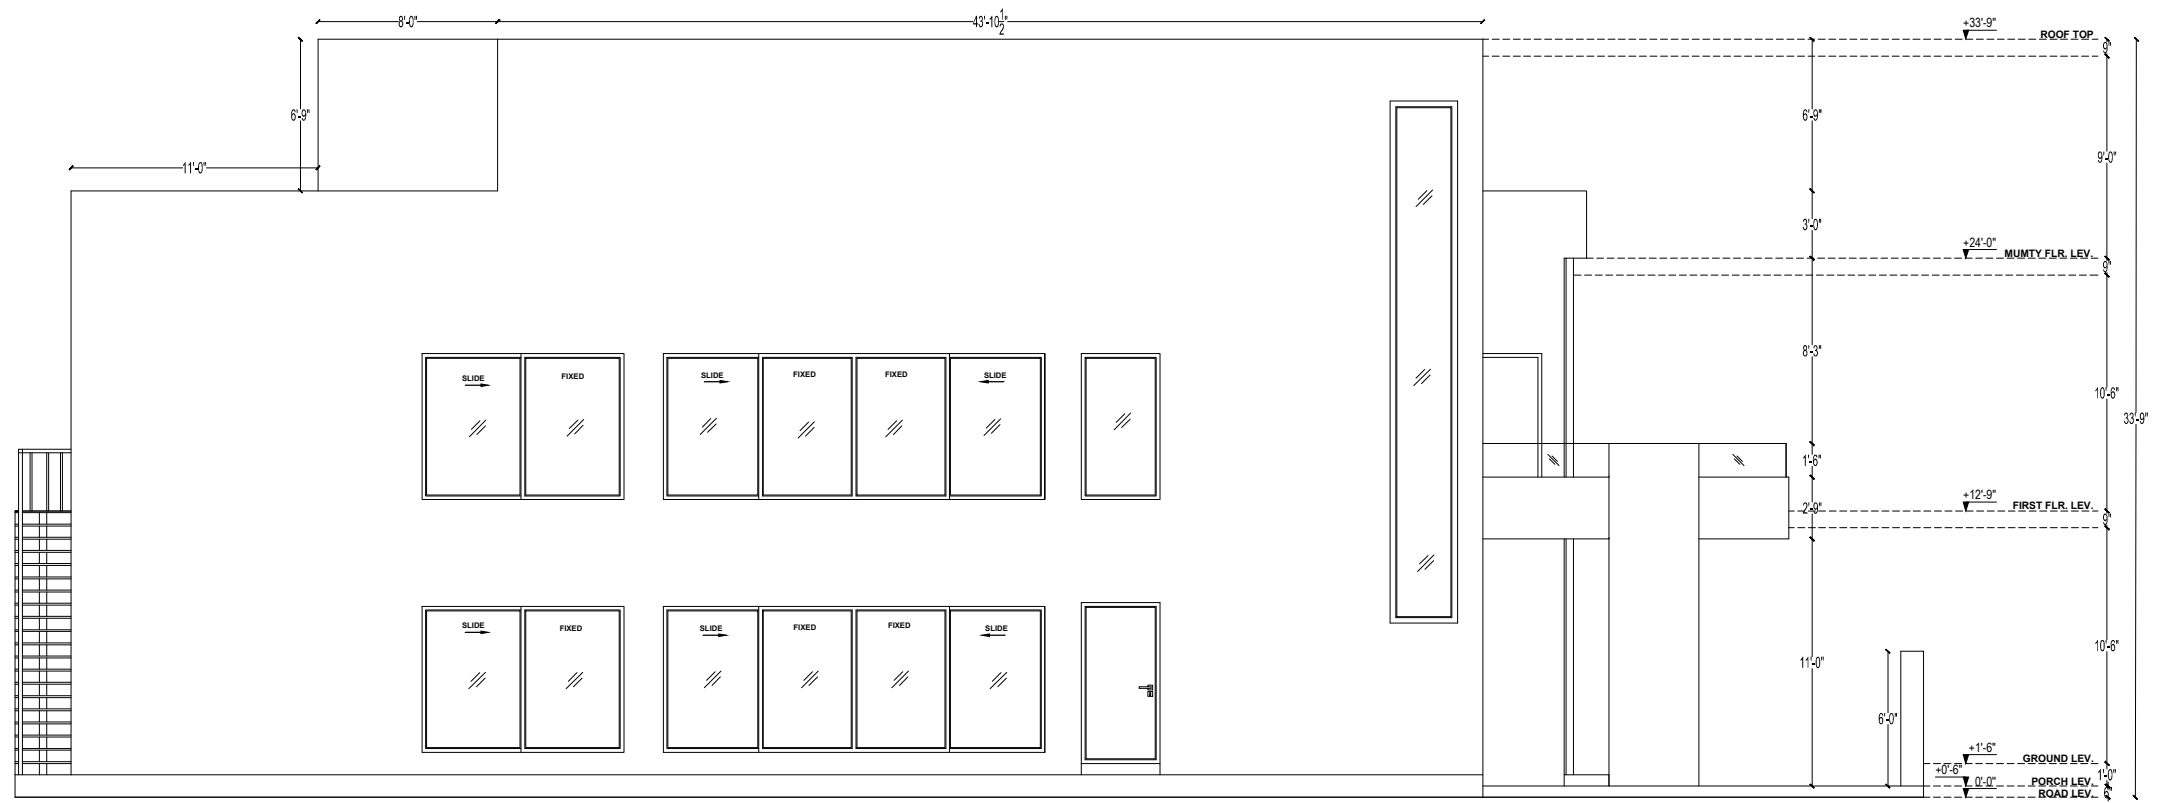 8'-0"
43'-10 1/2"
+33'-9"
ROOF TOP
9"
6'-9"
6'-9"
9'-0"
11'-0"
3'-0"
+24'-0"
MUMTY FLR. LEV.
9"
8'-3"
SLIDE
FIXED
SLIDE
FIXED
FIXED
SLIDE
10'-6"
33'-9"
1'-6"
+12'-9"
FIRST FLR. LEV.
2'-9"
9"
SLIDE
FIXED
SLIDE
FIXED
FIXED
SLIDE
10'-6"
11'-0"
6'-0"
+1'-6"
GROUND LEV.
+0'-6"
1'-0"
0'-0"
PORCH LEV.
ROAD LEV.
6"